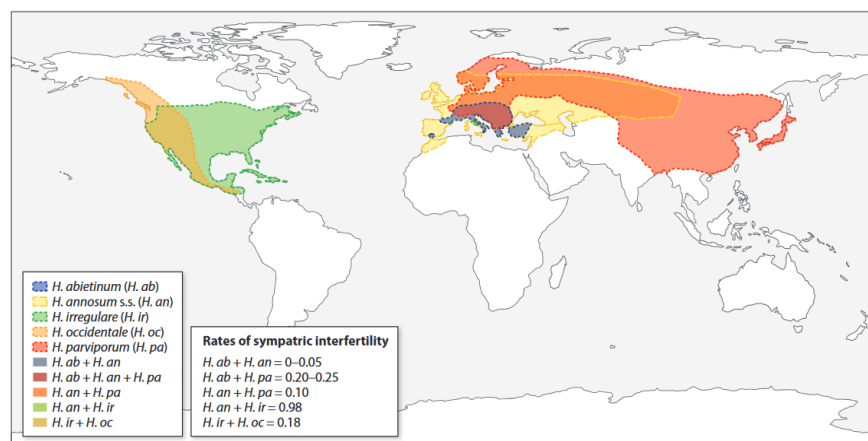 H. abietinum (H. ab)
H. annosum s.s. (H. an)
H. irregulare (H. ir)
H. occidentale (H. oc)
H. parviporum (H. pa)
H. ab + H. an
H. ab + H. an + H. pa
H. an + H. pa
H. an + H. ir
H. ir + H. oc
Rates of sympatric interfertility
H. ab + H. an = 0–0.05
H. ab + H. pa = 0.20–0.25
H. an + H. pa = 0.10
H. an + H. ir = 0.98
H. ir + H. oc = 0.18